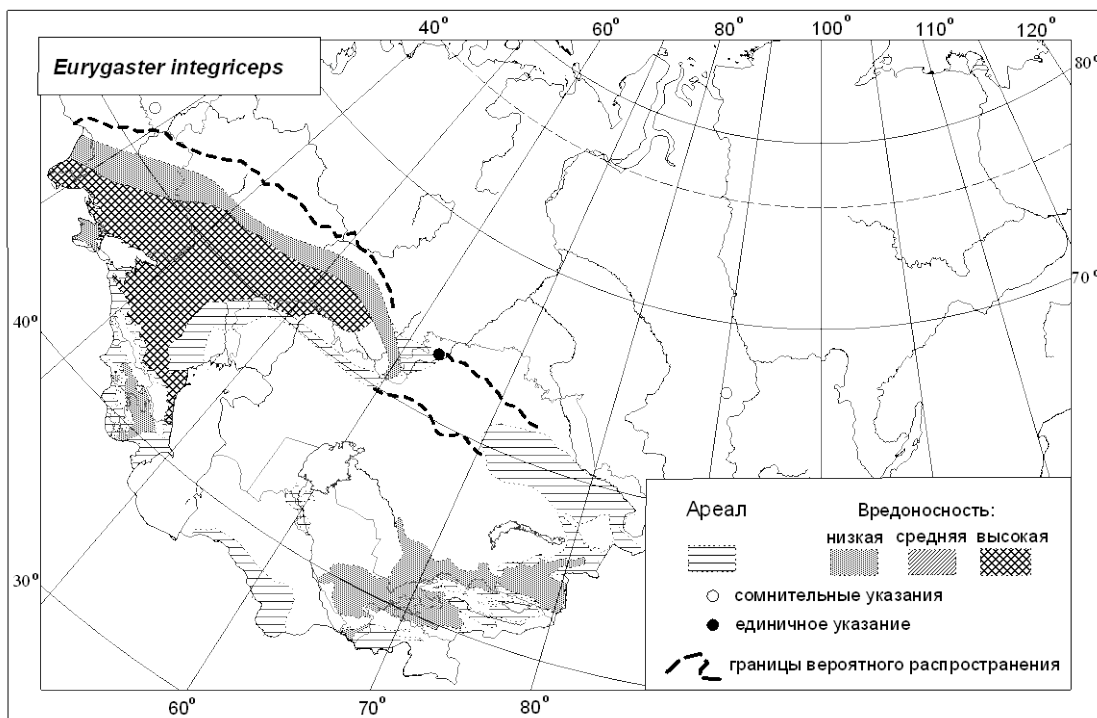 40° 60° 80° 100° 110° 120°
Eurygaster integriceps
80°
70°
40°
30°
Ареал Вредоносность:
низкая средняя высокая
сомнительные указания
единичное указание
границы вероятного распространения
60° 70° 80°